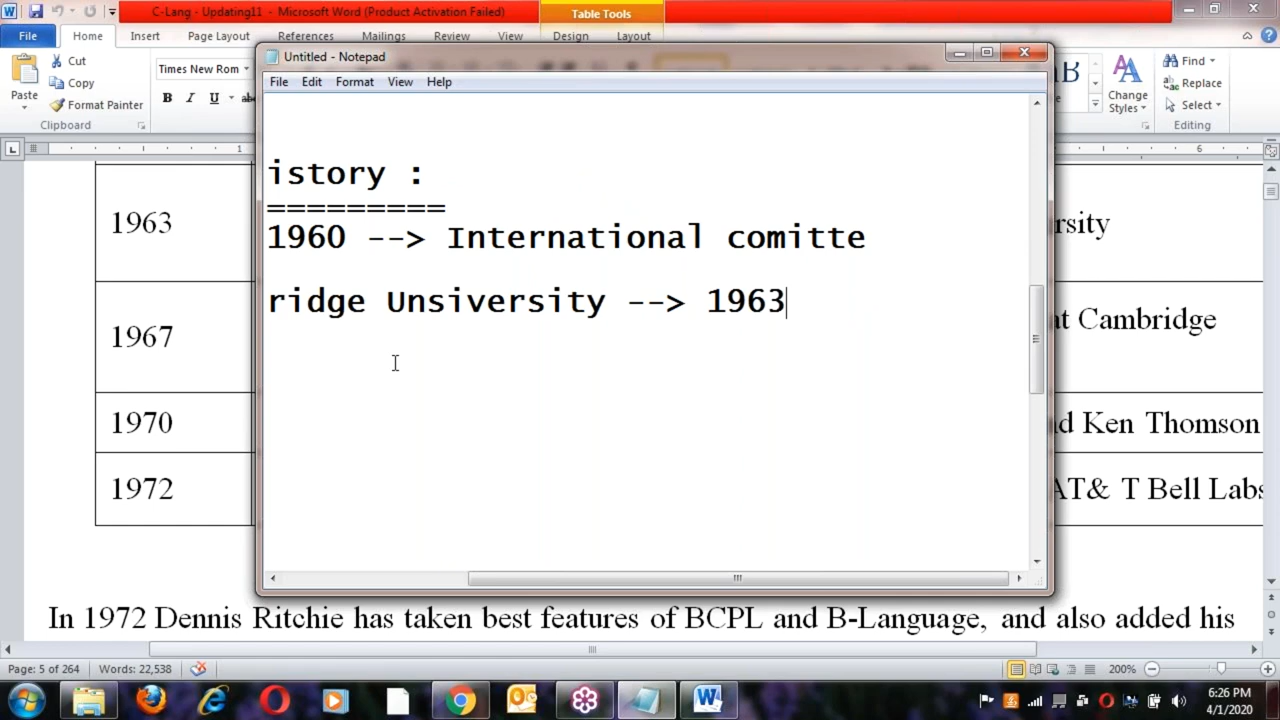 C-Lang - Updating11 - Microsoft Word (Product Activation Failed)
Table Tools
File Home Insert Page Layout References Mailings Review View Design Layout
Paste
Cut
Copy
Format Painter
Clipboard
Times New Rom
B I U
Change Styles
Find
Replace
Select
Editing
Untitled - Notepad
File Edit Format View Help
istory :
=========
1960 --> International comitte
ridge Unsiversity --> 1963
1963 rsity
1967 at Cambridge
1970 d Ken Thomson
1972 AT& T Bell Labs
In 1972 Dennis Ritchie has taken best features of BCPL and B-Language, and also added his
Page: 5 of 264 Words: 22,538 200%
6:26 PM
4/1/2020